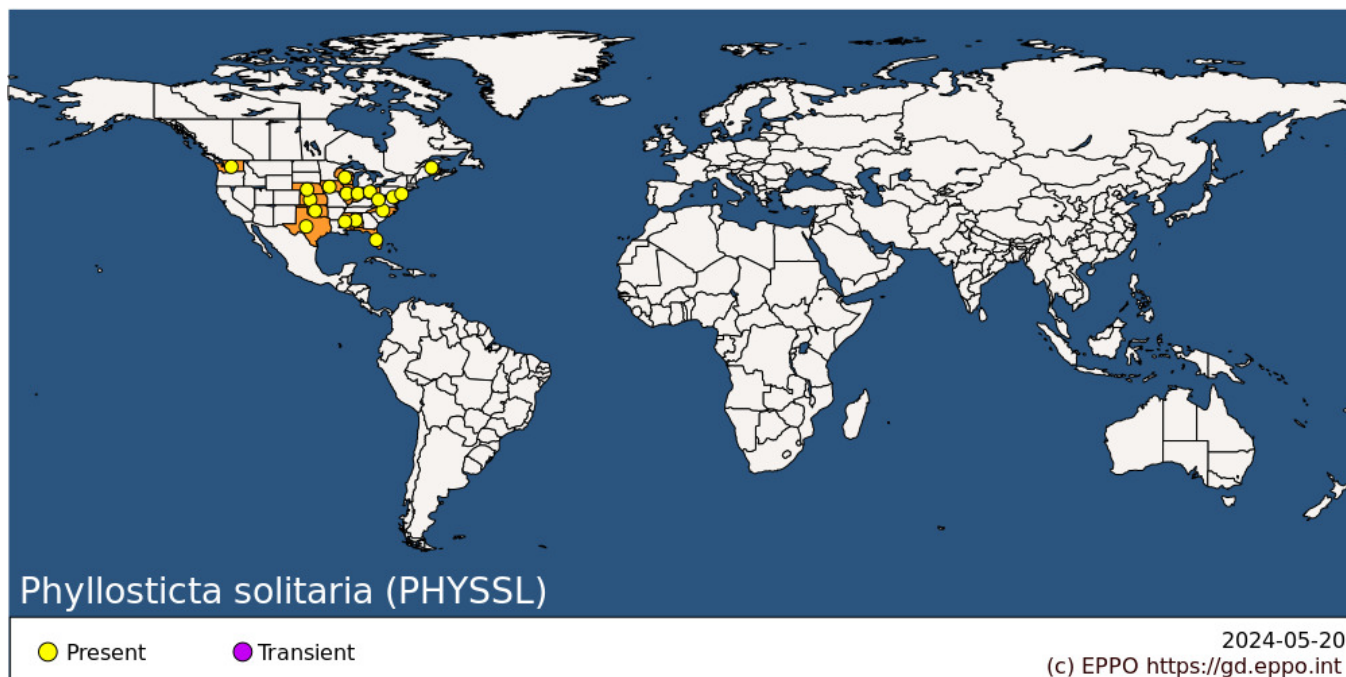 Phyllosticta solitaria (PHYSSL)
Present
Transient
2024-05-20
(c) EPPO https://gd.eppo.int